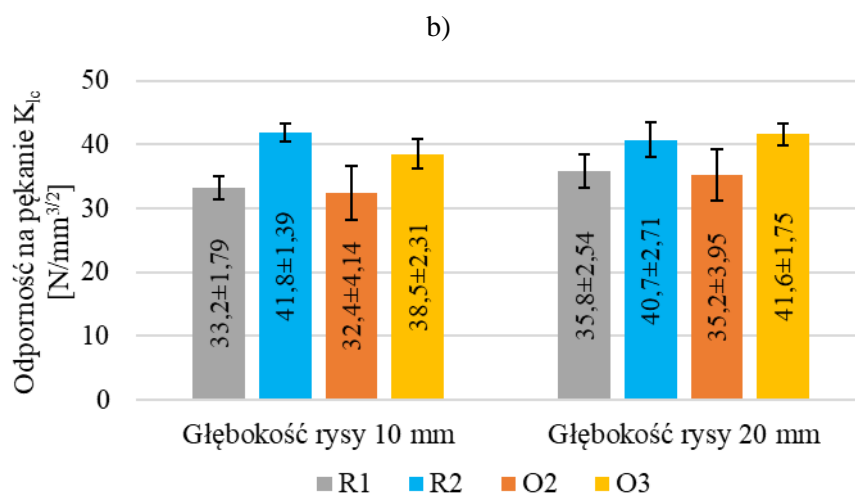 b)
Odporność na pękanie K_Ic
[N/mm^3/2]
50
40
30
20
10
0
33,2±1,79
41,8±1,39
32,4±4,14
38,5±2,31
35,8±2,54
40,7±2,71
35,2±3,95
41,6±1,75
Głębokość rysy 10 mm
Głębokość rysy 20 mm
R1 R2 O2 O3